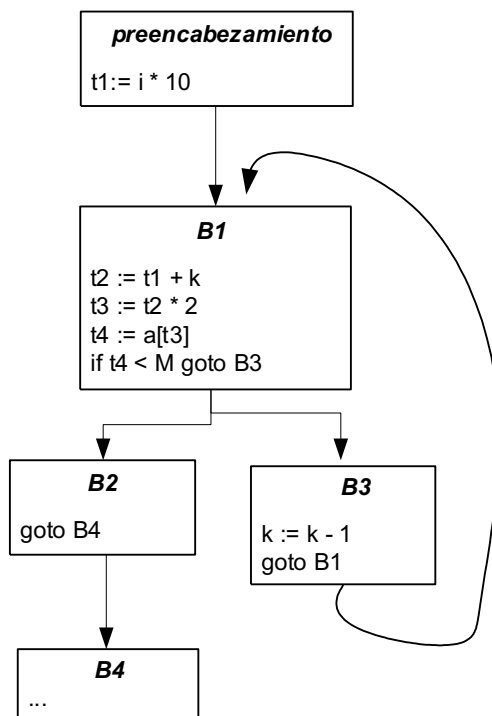 preencabezamiento
t1:= i * 10
B1
t2 := t1 + k
t3 := t2 * 2
t4 := a[t3]
if t4 < M goto B3
B2
goto B4
B3
k := k - 1
goto B1
B4
...